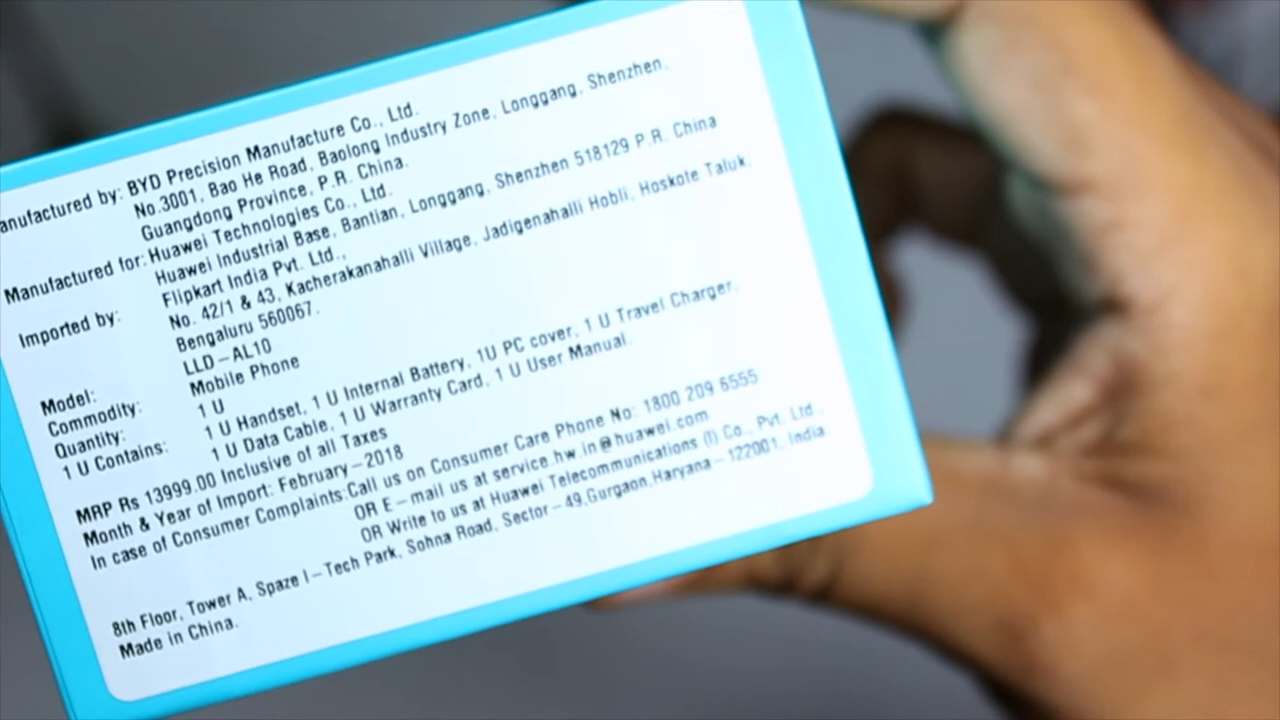 anufactured by: BYD Precision Manufacture Co., Ltd.
No.3001, Bao He Road, Baolong Industry Zone, Longgang, Shenzhen,
Guangdong Province, P.R. China.
Manufactured for: Huawei Technologies Co., Ltd.
Huawei Industrial Base, Bantian, Longgang, Shenzhen 518129 P.R. China
Imported by: Flipkart India Pvt. Ltd.,
No. 42/1 & 43, Kacherakanahalli Village, Jadigenahalli Hobli, Hoskote Taluk,
Bengaluru 560067.
Model: LLD-AL10
Commodity: Mobile Phone
Quantity: 1 U
1 U Contains: 1 U Handset, 1 U Internal Battery, 1U PC cover, 1 U Travel Charger,
1 U Data Cable, 1 U Warranty Card, 1 U User Manual.
MRP Rs 13999.00 Inclusive of all Taxes
Month & Year of Import: February-2018
In case of Consumer Complaints:Call us on Consumer Care Phone No: 1800 209 6555
OR E-mail us at service.hw.in@huawei.com
OR Write to us at Huawei Telecommunications (I) Co., Pvt. Ltd.,
8th Floor, Tower A, Spaze I-Tech Park, Sohna Road, Sector-49,Gurgaon,Haryana-122001, India
Made in China.